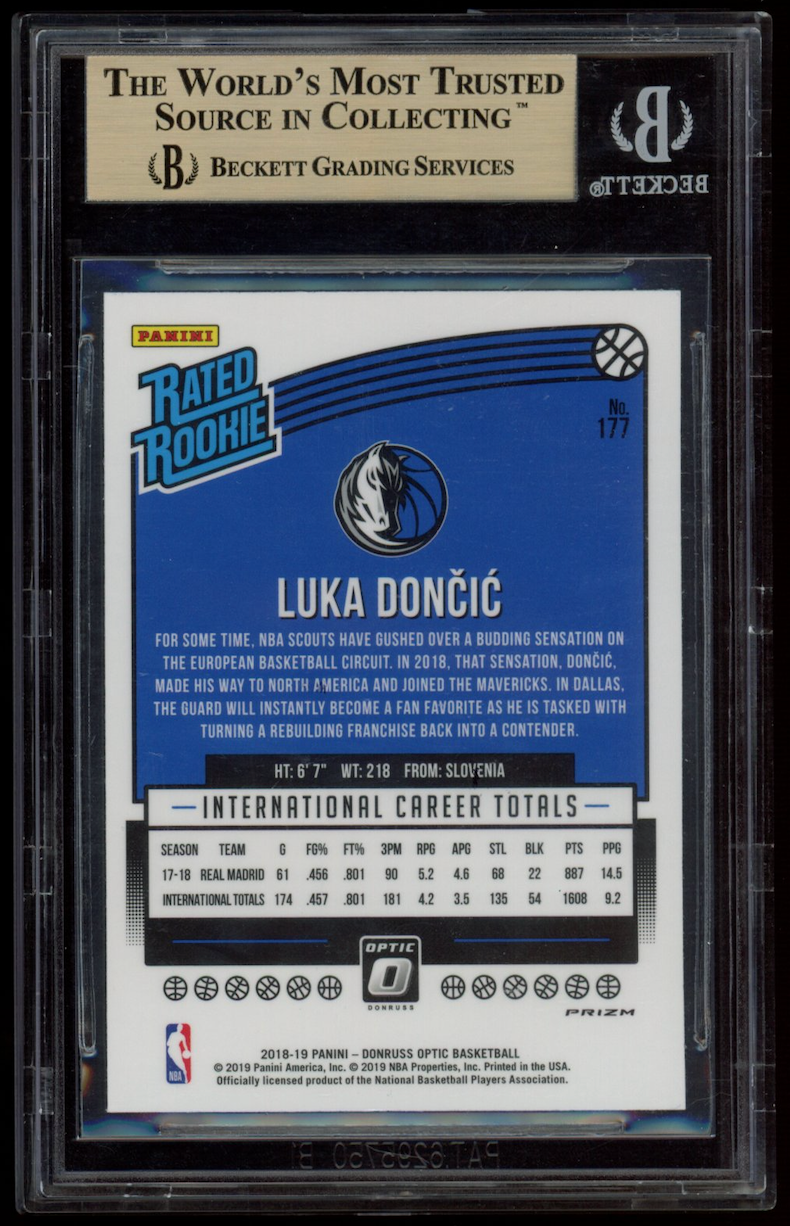 THE WORLD'S MOST TRUSTED
SOURCE IN COLLECTING™
B BECKETT GRADING SERVICES
B
BECKETT®
PANINI
RATED
ROOKIE
No.
177
LUKA DONČIĆ
FOR SOME TIME, NBA SCOUTS HAVE GUSHED OVER A BUDDING SENSATION ON
THE EUROPEAN BASKETBALL CIRCUIT. IN 2018, THAT SENSATION, DONČIĆ,
MADE HIS WAY TO NORTH AMERICA AND JOINED THE MAVERICKS. IN DALLAS,
THE GUARD WILL INSTANTLY BECOME A FAN FAVORITE AS HE IS TASKED WITH
TURNING A REBUILDING FRANCHISE BACK INTO A CONTENDER.
HT: 6' 7" WT: 218 FROM: SLOVENIA
INTERNATIONAL CAREER TOTALS
SEASON TEAM G FG% FT% 3PM RPG APG STL BLK PTS PPG
17-18 REAL MADRID 61 .456 .801 90 5.2 4.6 68 22 887 14.5
INTERNATIONAL TOTALS 174 .457 .801 181 4.2 3.5 135 54 1608 9.2
OPTIC
O
DONRUSS
PRIZM
NBA
2018-19 PANINI – DONRUSS OPTIC BASKETBALL
© 2019 Panini America, Inc. © 2019 NBA Properties, Inc. Printed in the USA.
Officially licensed product of the National Basketball Players Association.
PAT.6295750 B1